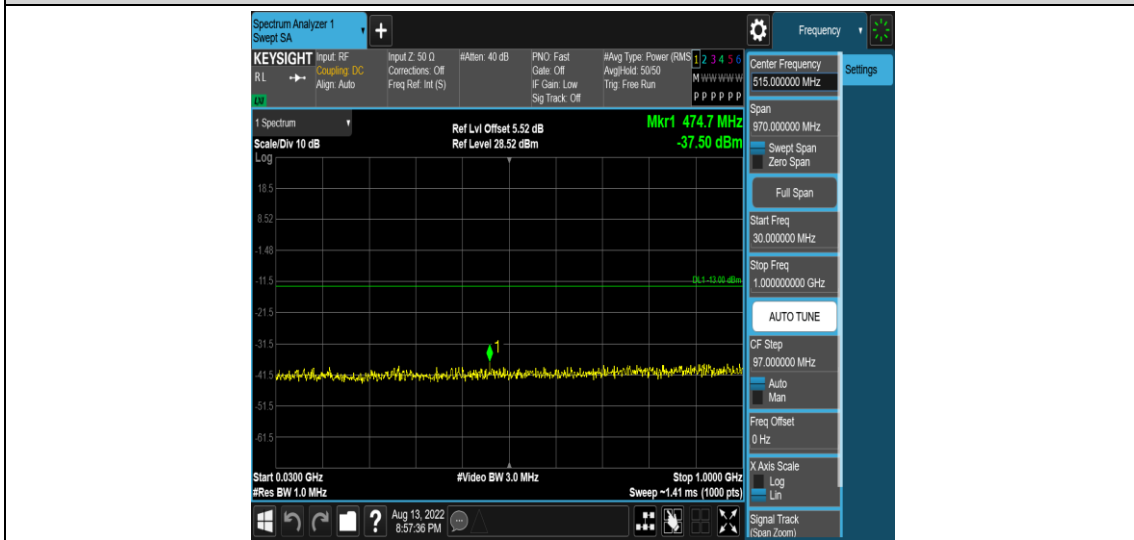 Spectrum Analyzer 1
Swept SA
+
Frequency
KEYSIGHT
RL
LXI
Input: RF
Coupling: DC
Align: Auto
Input Z: 50 Ω
Corrections: Off
Freq Ref: Int (S)
#Atten: 40 dB
PNO: Fast
Gate: Off
IF Gain: Low
Sig Track: Off
#Avg Type: Power (RMS
Avg|Hold: 50/50
Trig: Free Run
1 2 3 4 5 6
M W W W W W
P P P P P P
1 Spectrum
Scale/Div 10 dB
Ref Lvl Offset 5.52 dB
Ref Level 28.52 dBm
Mkr1 474.7 MHz
-37.50 dBm
Log
18.5
8.52
-1.48
-11.5
DL1 -13.00 dBm
-21.5
-31.5
1
-41.5
-51.5
-61.5
Start 0.0300 GHz
#Res BW 1.0 MHz
#Video BW 3.0 MHz
Stop 1.0000 GHz
Sweep ~1.41 ms (1000 pts)
Center Frequency
515.000000 MHz
Settings
Span
970.000000 MHz
Swept Span
Zero Span
Full Span
Start Freq
30.000000 MHz
Stop Freq
1.000000000 GHz
AUTO TUNE
CF Step
97.000000 MHz
Auto
Man
Freq Offset
0 Hz
X Axis Scale
Log
Lin
Signal Track
(Span Zoom)
?
Aug 13, 2022
8:57:36 PM